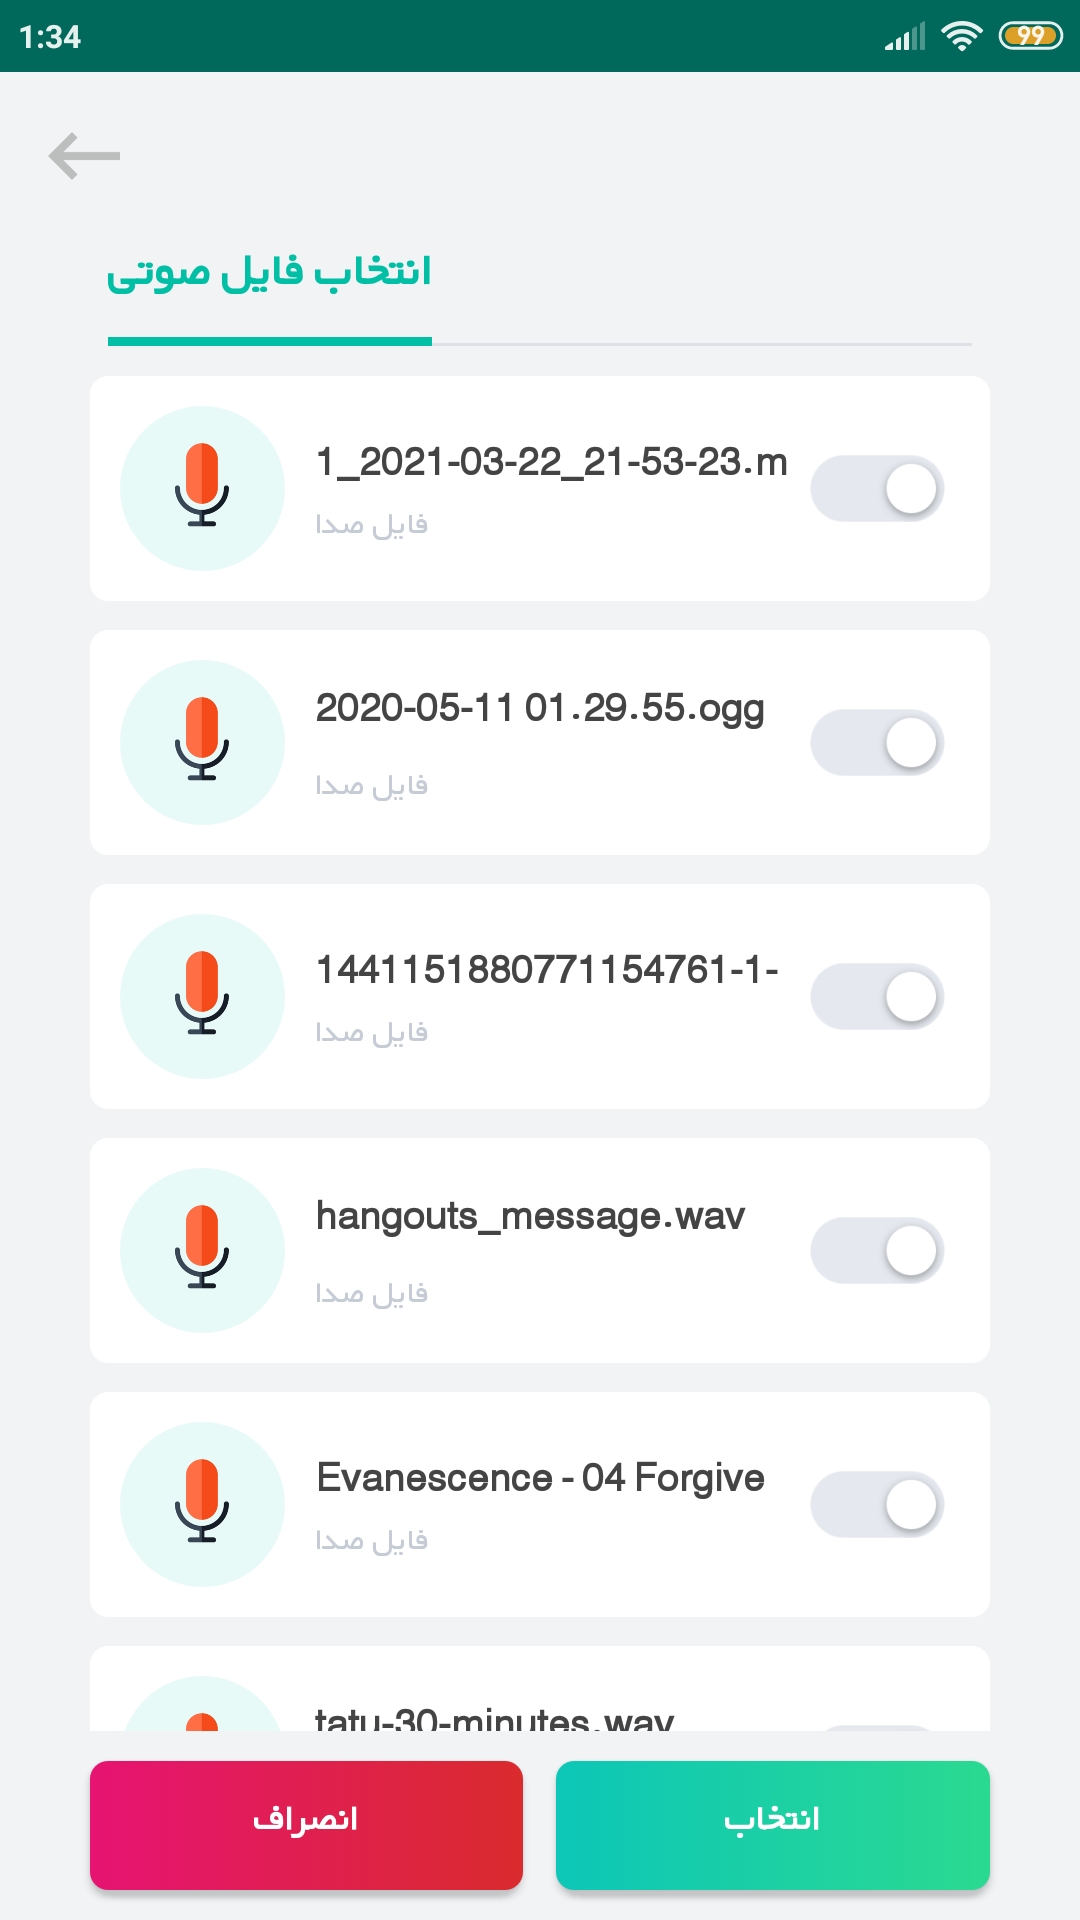 1:34
99
انتخاب فایل صوتی
1_2021-03-22_21-53-23.m
فایل صدا
2020-05-11 01.29.55.ogg
فایل صدا
1441151880771154761-1-
فایل صدا
hangouts_message.wav
فایل صدا
Evanescence - 04 Forgive
فایل صدا
tatu-30-minutes.wav
انصراف
انتخاب